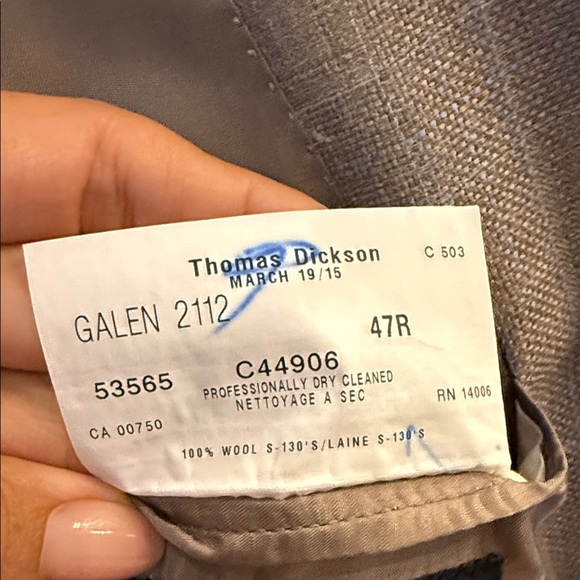 Thomas Dickson
C 503
MARCH 19/15
GALEN 2112
47R
53565
C44906
PROFESSIONALLY DRY CLEANED
NETTOYAGE A SEC
RN 14006
CA 00750
100% WOOL S-130'S/LAINE S-130'S